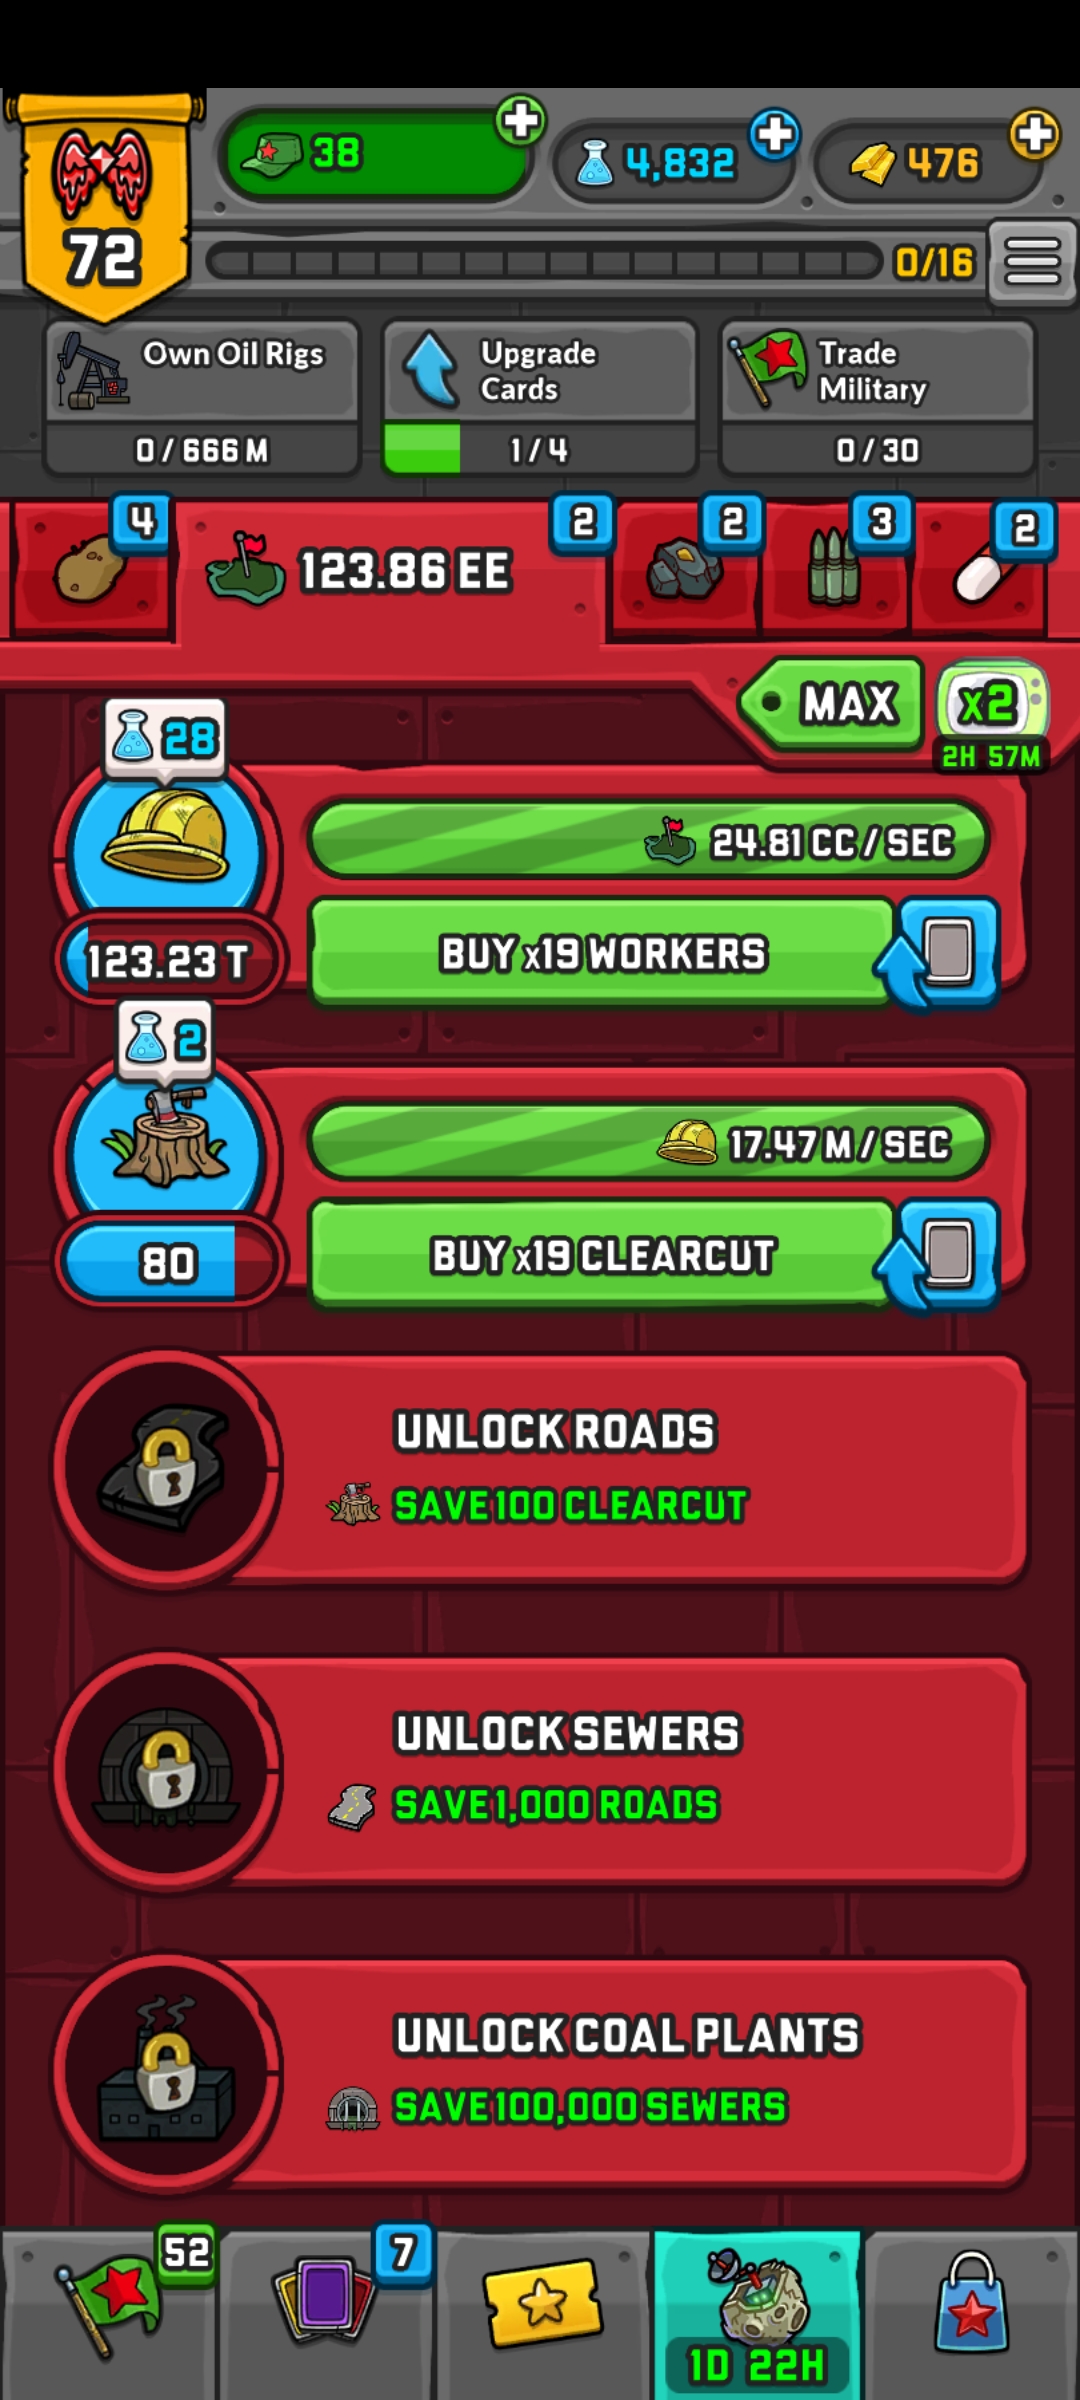 38
4,832
476
72
0/16
Own Oil Rigs
0 / 666 M
Upgrade
Cards
1 / 4
Trade
Military
0 / 30
4
123.86 EE
2
2
3
2
MAX
x2
2H 57M
28
24.81 CC / SEC
123.23 T
BUY x19 WORKERS
2
17.47 M / SEC
80
BUY x19 CLEARCUT
UNLOCK ROADS
SAVE 100 CLEARCUT
UNLOCK SEWERS
SAVE 1,000 ROADS
UNLOCK COAL PLANTS
SAVE 100,000 SEWERS
52
7
1D 22H